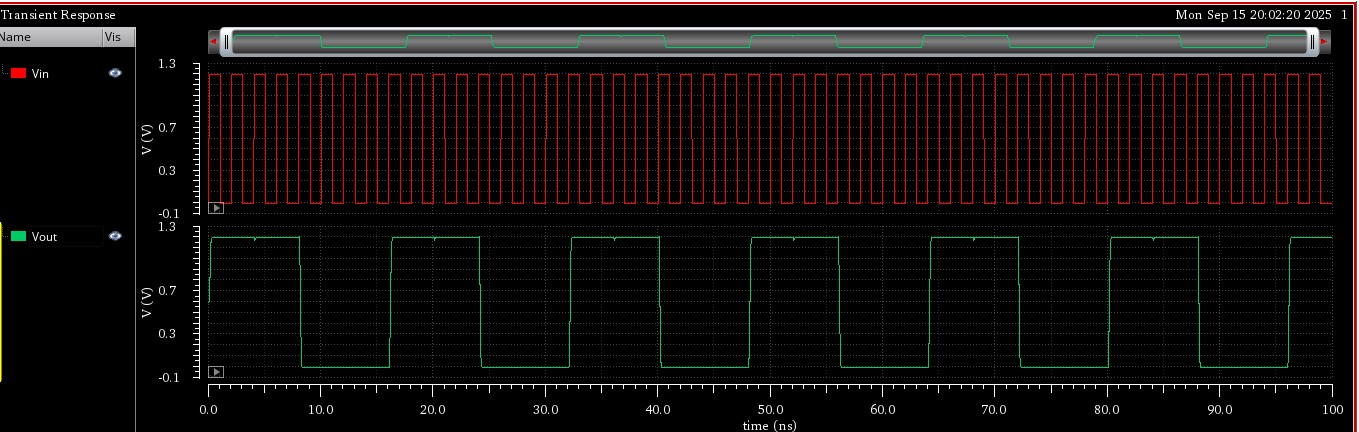 Transient Response
Mon Sep 15 20:02:20 2025 1
Name Vis
Vin
1.3
0.7
0.3
-0.1
V (V)
Vout
1.3
0.7
0.3
-0.1
V (V)
0.0 10.0 20.0 30.0 40.0 50.0 60.0 70.0 80.0 90.0 100
time (ns)